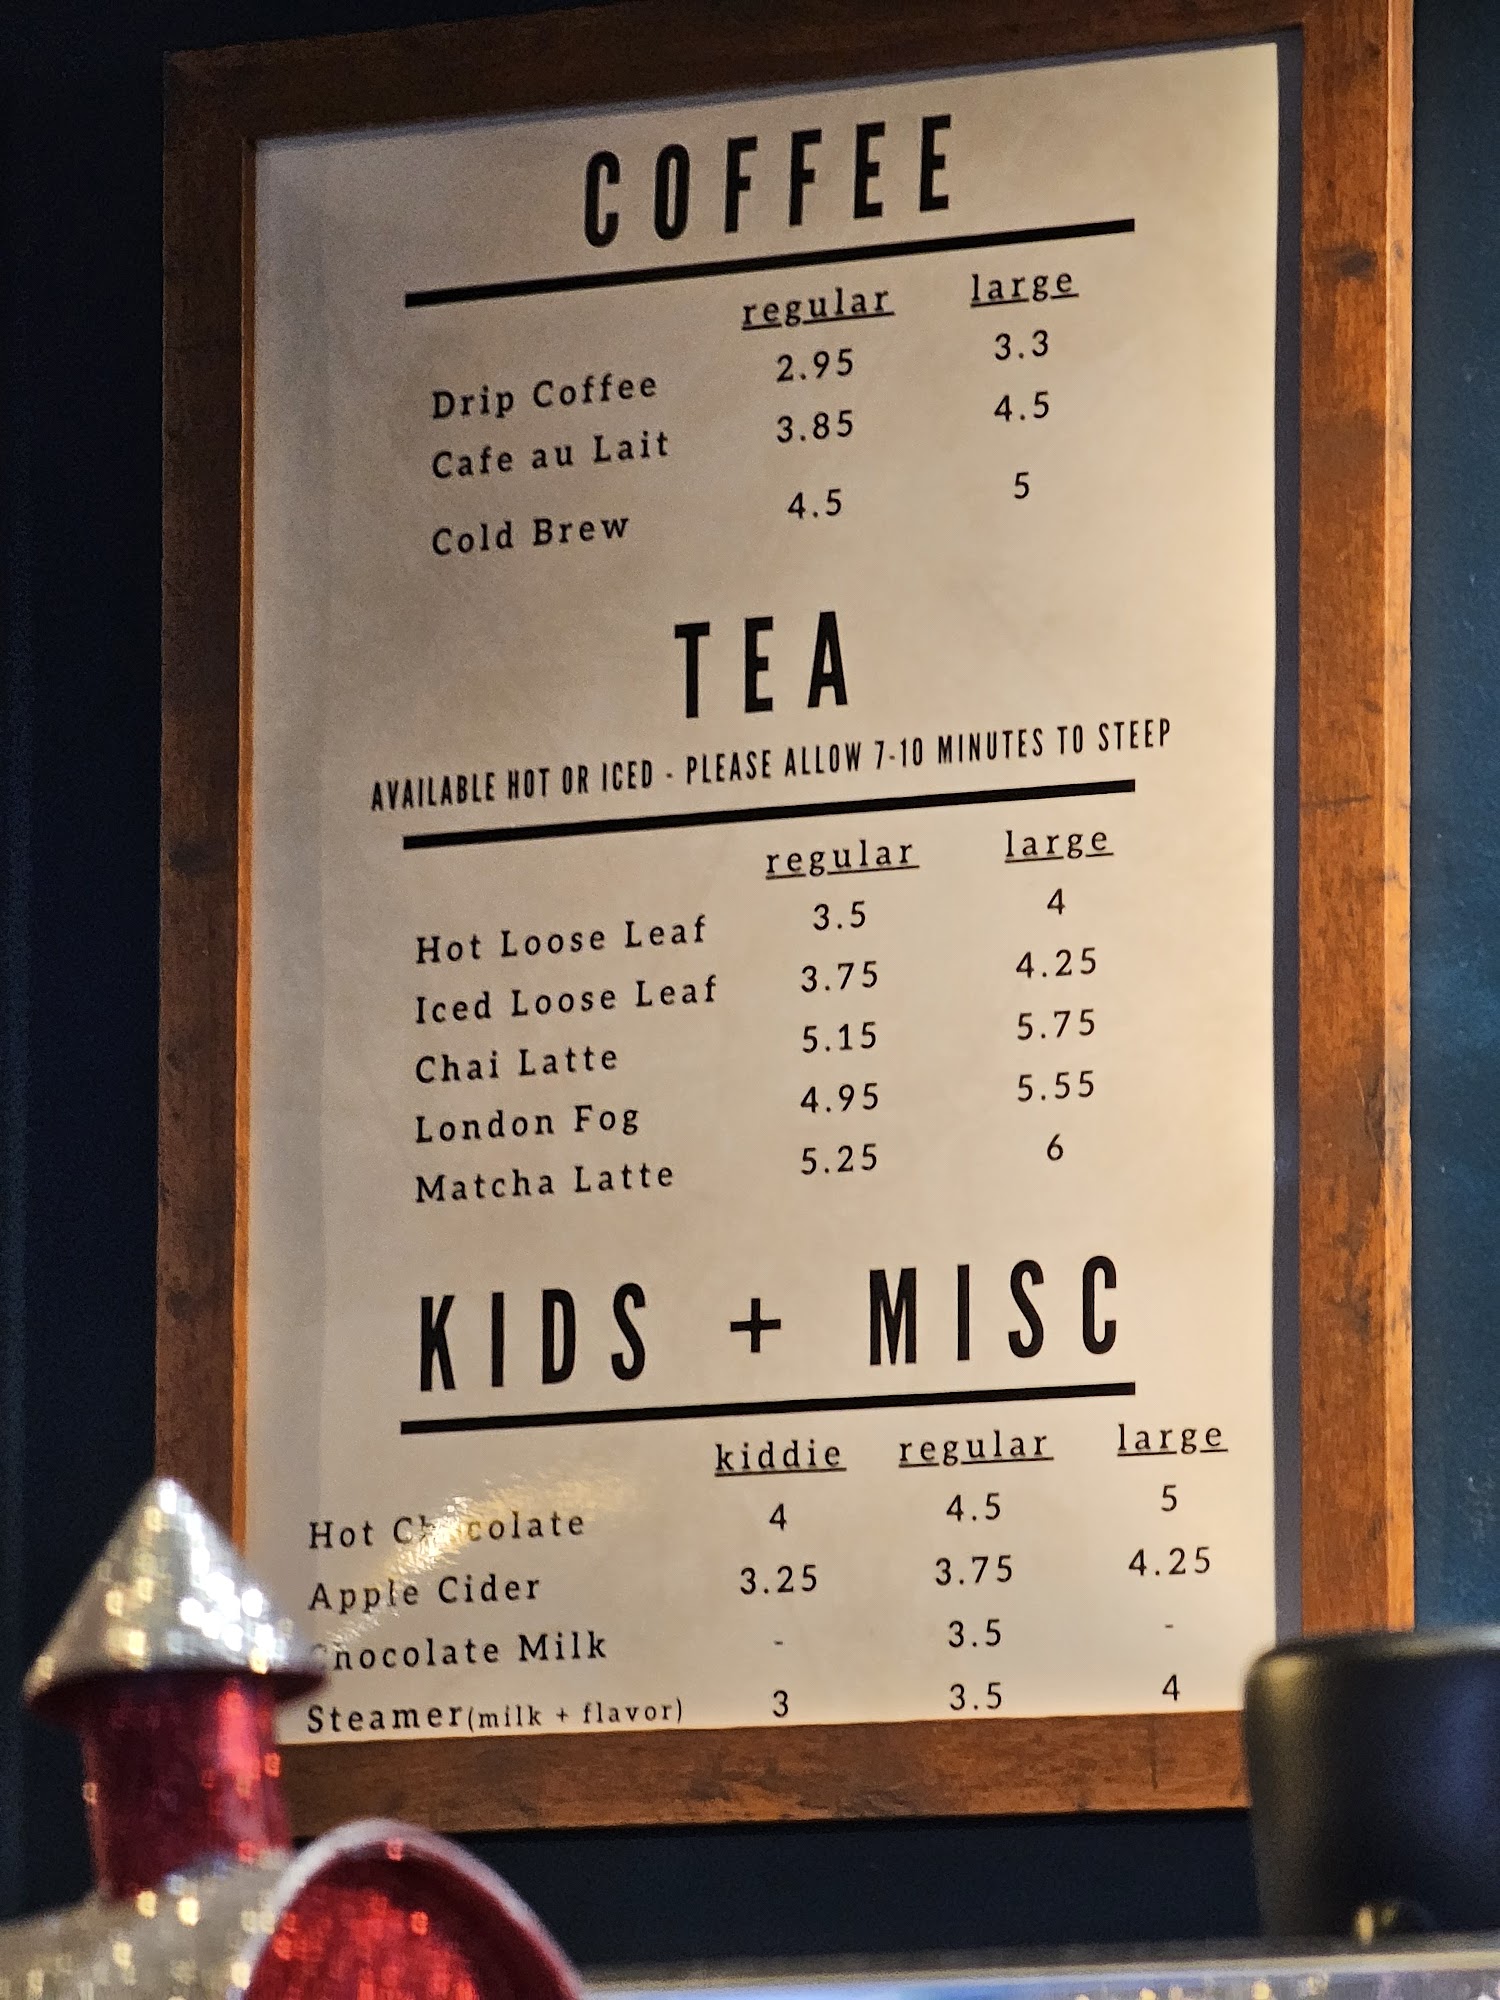 COFFEE
regular large
Drip Coffee 2.95 3.3
Cafe au Lait 3.85 4.5
Cold Brew 4.5 5
TEA
AVAILABLE HOT OR ICED - PLEASE ALLOW 7-10 MINUTES TO STEEP
regular large
Hot Loose Leaf 3.5 4
Iced Loose Leaf 3.75 4.25
Chai Latte 5.15 5.75
London Fog 4.95 5.55
Matcha Latte 5.25 6
KIDS + MISC
kiddie regular large
Hot Chocolate 4 4.5 5
Apple Cider 3.25 3.75 4.25
Chocolate Milk - 3.5 -
Steamer(milk + flavor) 3 3.5 4